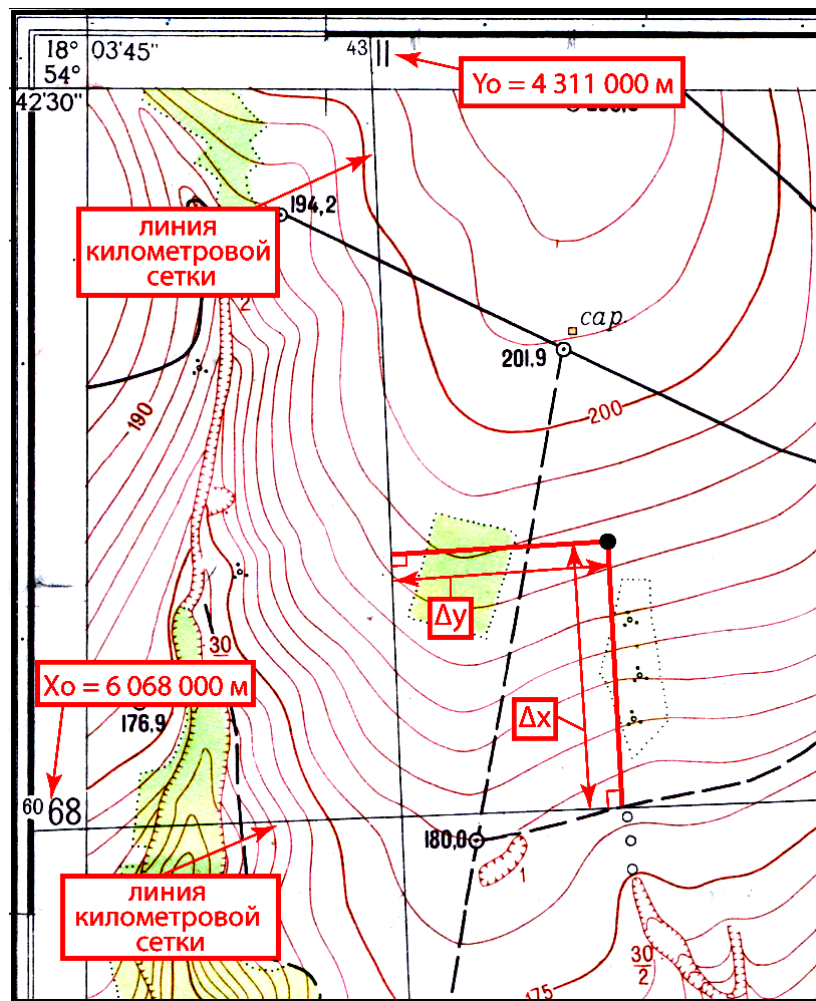 18° 03'45" 43 11
54°
42'30"
Yo = 4 311 000 м
194,2
линия
километровой
сетки
2
сар.
201,9
190
200
Δy
30
Xo = 6 068 000 м
176,9
Δx
60 68
180,0
1
линия
километровой
сетки
30
2
175